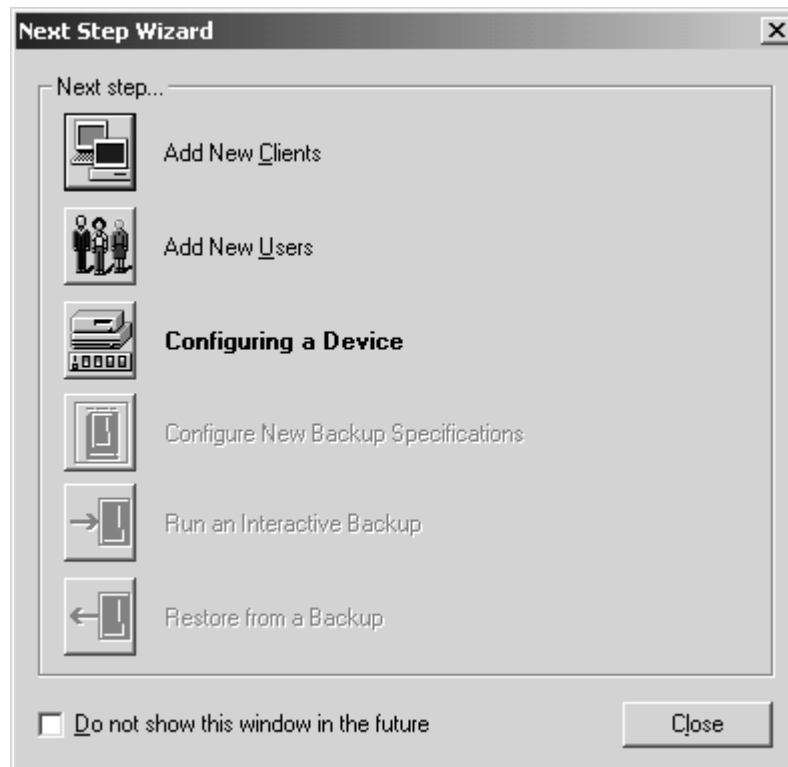 Next Step Wizard
Next step...
Add New Clients
Add New Users
Configuring a Device
Configure New Backup Specifications
Run an Interactive Backup
Restore from a Backup
Do not show this window in the future
Close